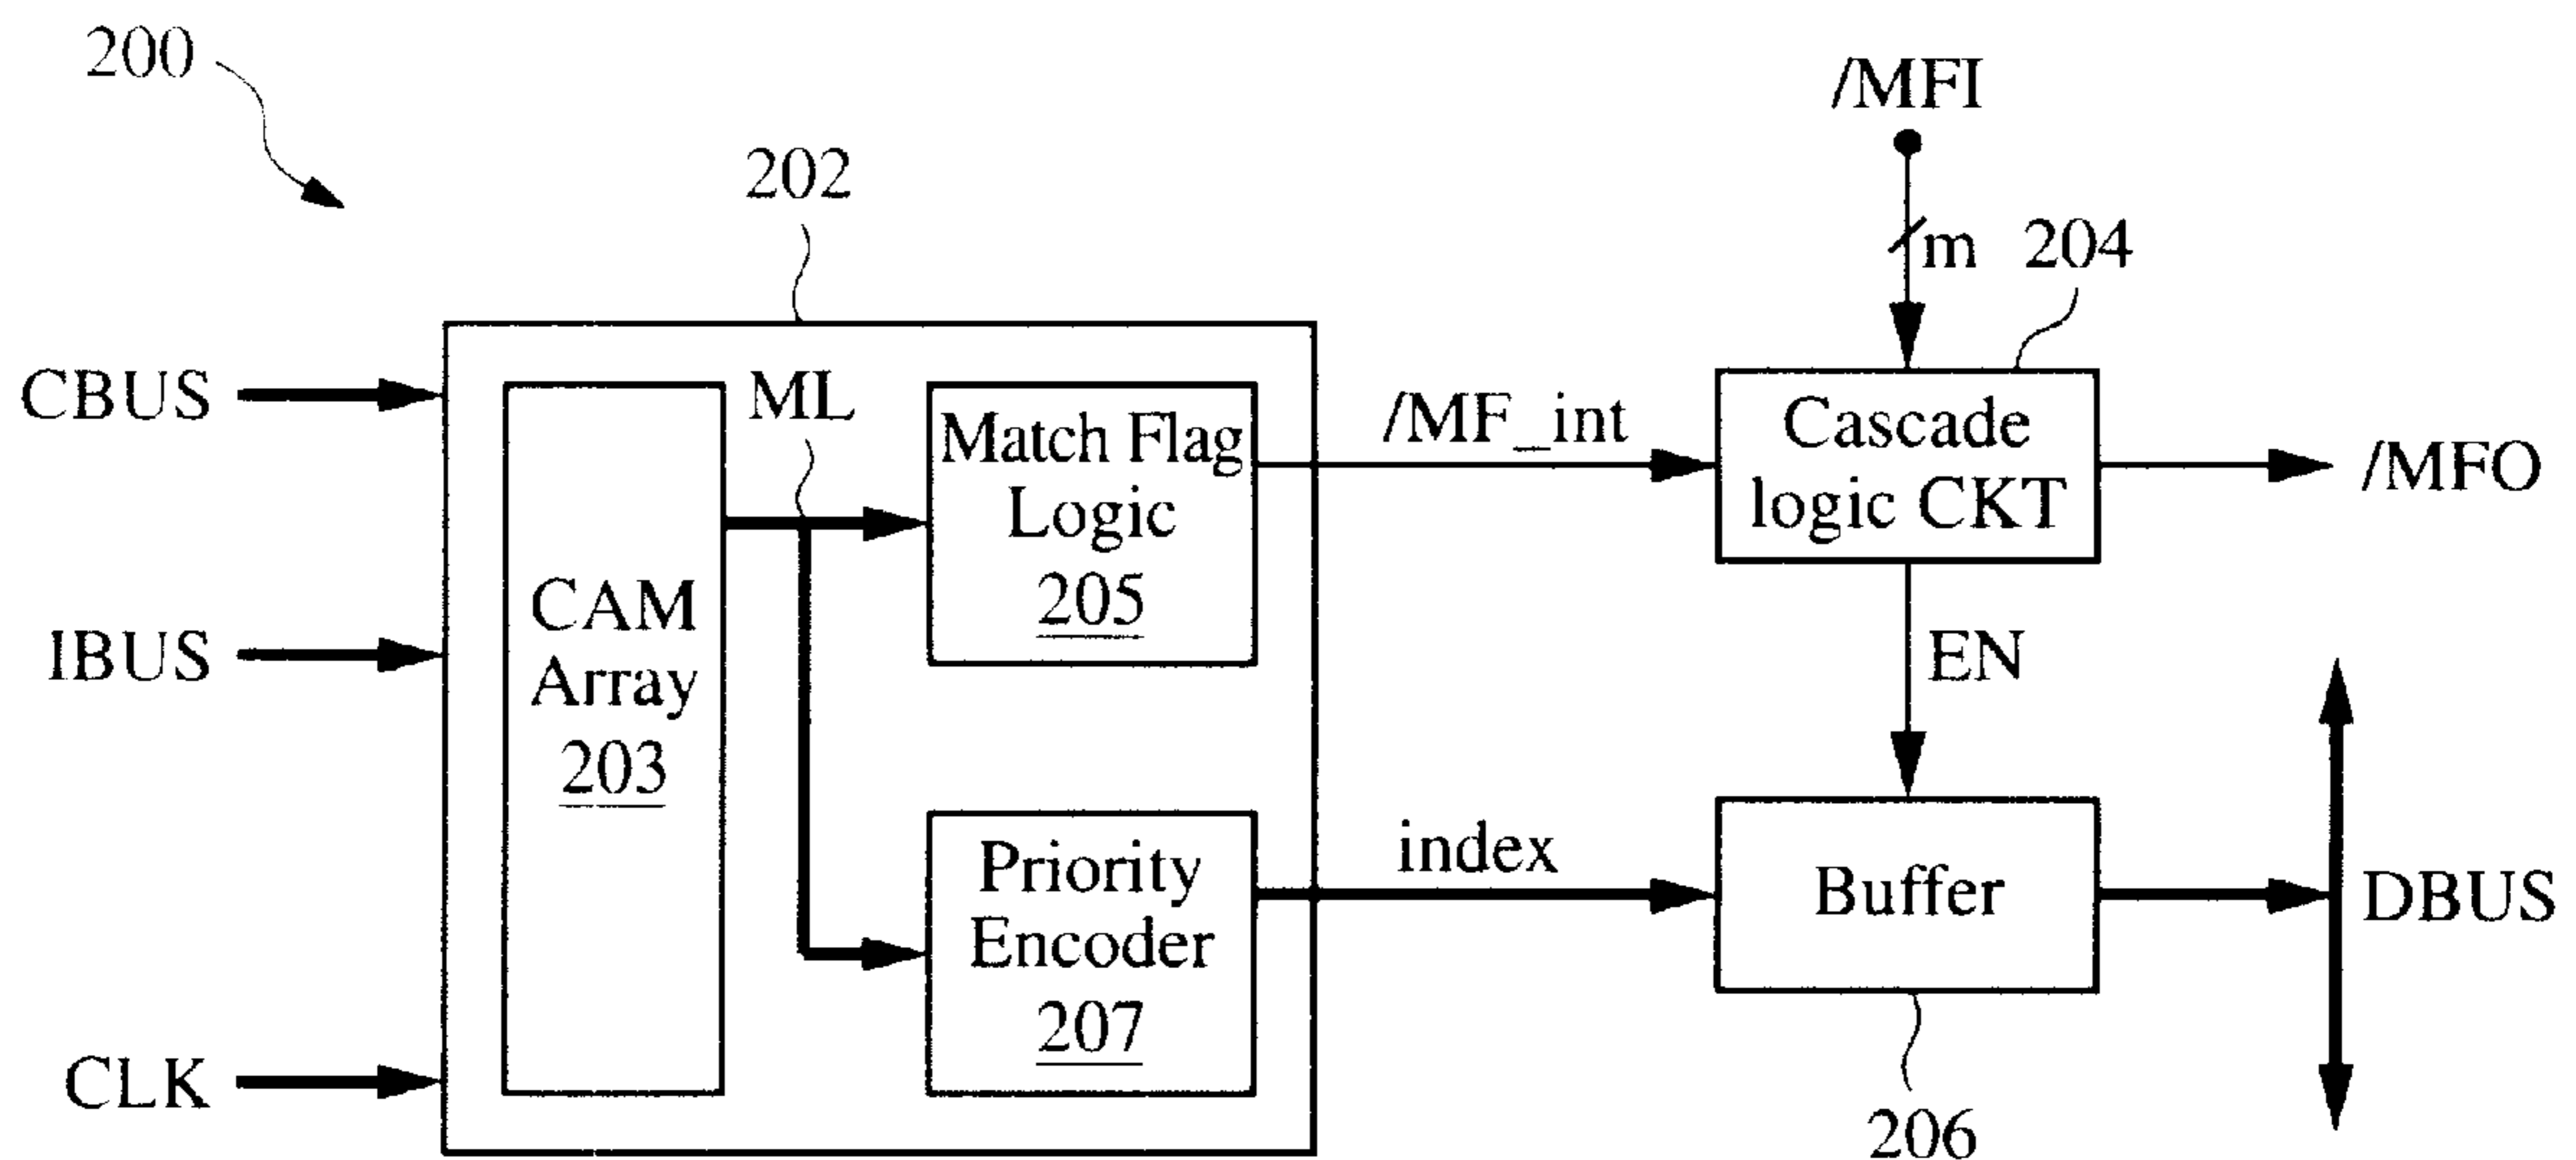 200
/MFI
202
m
204
CBUS
ML
Match Flag
Logic
205
/MF_int
Cascade
logic CKT
/MFO
CAM
Array
203
IBUS
EN
Priority
Encoder
207
index
Buffer
DBUS
CLK
206